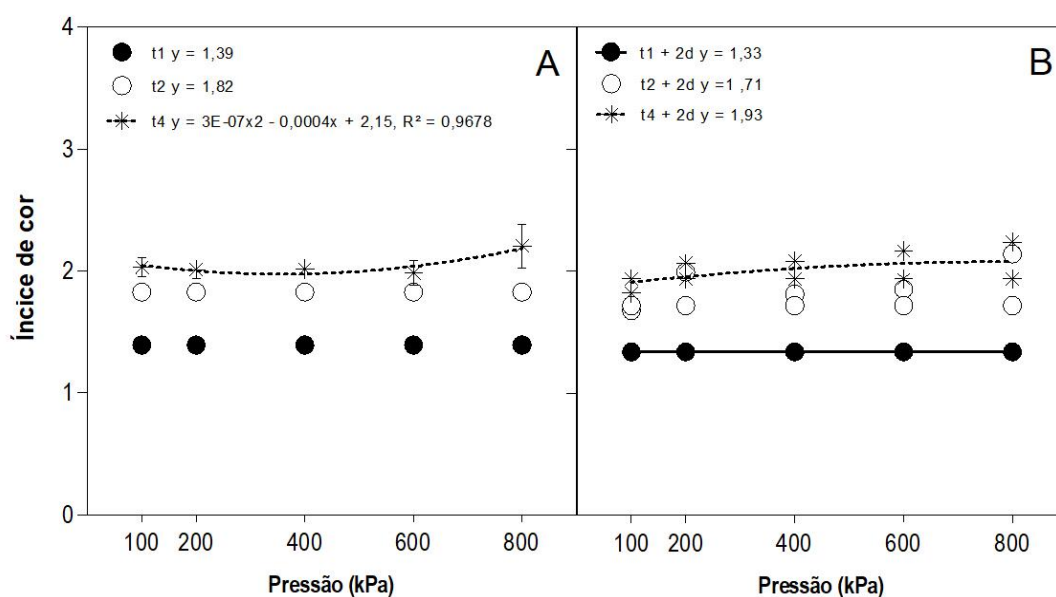 4
3
2
1
0
Íncice de cor
A
t1 y = 1,39
t2 y = 1,82
t4 y = 3E-07x2 - 0,0004x + 2,15, R² = 0,9678
100 200 400 600 800
Pressão (kPa)
B
t1 + 2d y = 1,33
t2 + 2d y =1 ,71
t4 + 2d y = 1,93
100 200 400 600 800
Pressão (kPa)